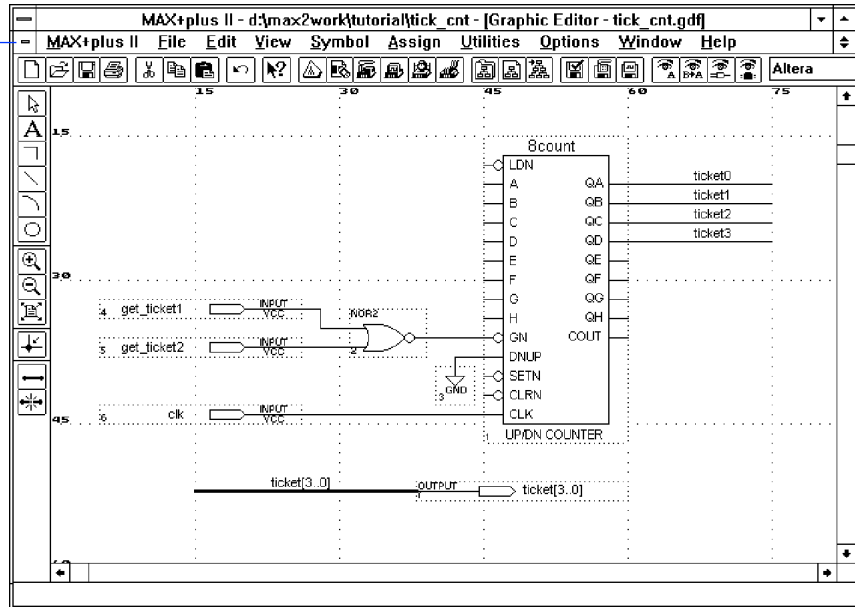 MAX+plus II - d:\max2work\tutorial\tick_cnt - [Graphic Editor - tick_cnt.gdf]
MAX+plus II File Edit View Symbol Assign Utilities Options Window Help
A B+A Altera
15 30 45 60 75
A
15
8count
LDN
A QA ticket0
B QB ticket1
C QC ticket2
D QD ticket3
E QE
30
F QF
G QG
4 get_ticket1 INPUT VCC NOR2 H QH
GN COUT
5 get_ticket2 INPUT VCC 2
DNUP
SETN
3 GND
CLRN
6 clk INPUT VCC CLK
45
1 UP/DN COUNTER
ticket[3..0] OUTPUT ticket[3..0]